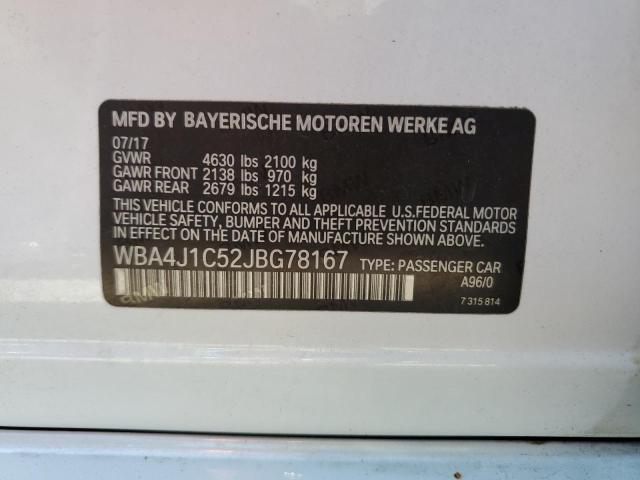 MFD BY BAYERISCHE MOTOREN WERKE AG
07/17
GVWR 4630 lbs 2100 kg
GAWR FRONT 2138 lbs 970 kg
GAWR REAR 2679 lbs 1215 kg
THIS VEHICLE CONFORMS TO ALL APPLICABLE U.S.FEDERAL MOTOR
VEHICLE SAFETY, BUMPER AND THEFT PREVENTION STANDARDS
IN EFFECT ON THE DATE OF MANUFACTURE SHOWN ABOVE.
WBA4J1C52JBG78167 TYPE: PASSENGER CAR
A96/0
7 315 814